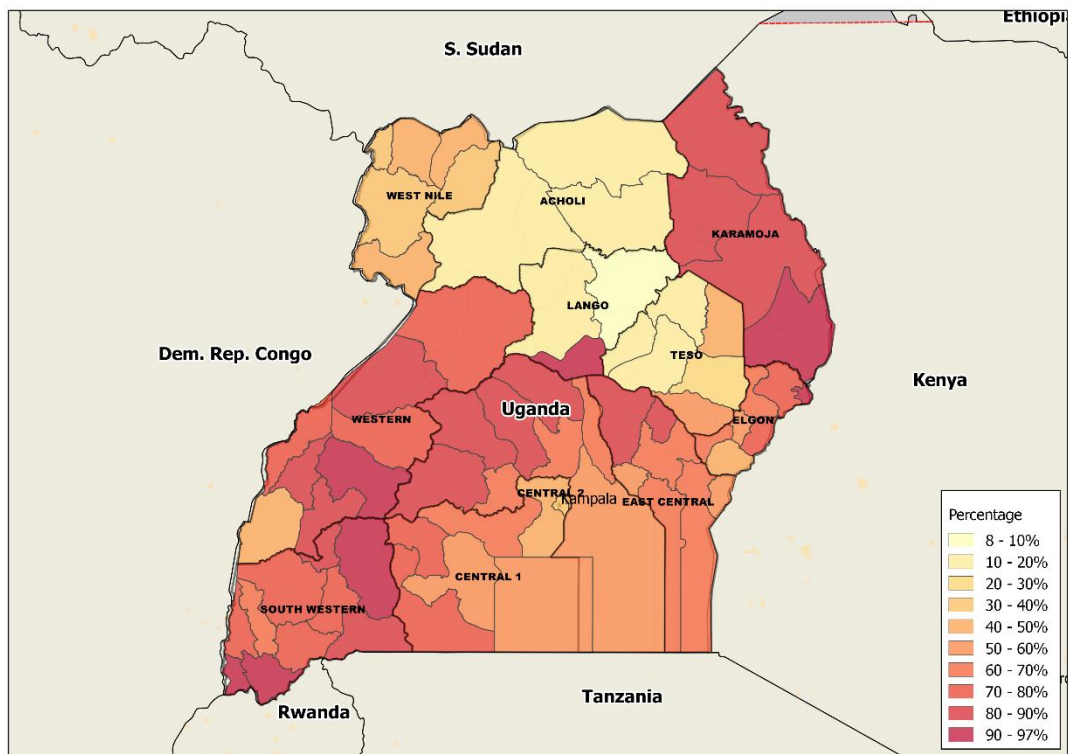 Ethiopia
S. Sudan
WEST NILE
ACHOLI
KARAMOJA
LANGO
TESO
Dem. Rep. Congo
Kenya
Uganda
WESTERN
ELGON
CENTRAL 2
Kampala
EAST CENTRAL
CENTRAL 1
SOUTH WESTERN
Tanzania
Rwanda
Percentage
8 - 10%
10 - 20%
20 - 30%
30 - 40%
40 - 50%
50 - 60%
60 - 70%
70 - 80%
80 - 90%
90 - 97%